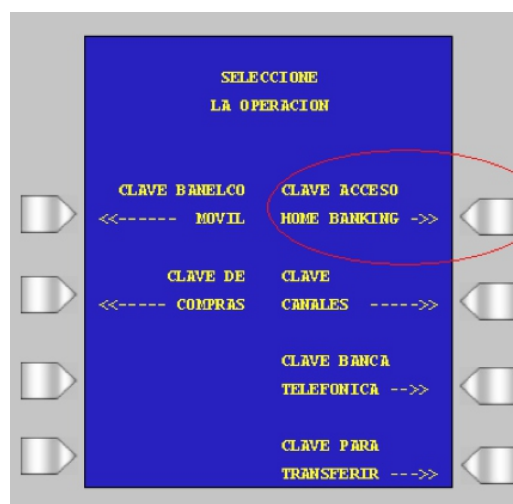 SELECCIONE
LA OPERACION
CLAVE BANELCO
<<------ MOVIL
CLAVE ACCESO
HOME BANKING ->>
CLAVE DE
<<----- COMPRAS
CLAVE
CANALES ----->>
CLAVE BANCA
TELEFONICA -->>
CLAVE PARA
TRANSFERIR --->>